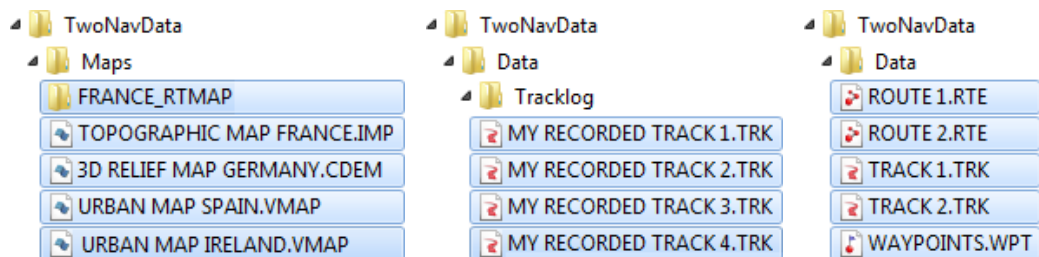 TwoNavData
Maps
FRANCE_RTMAP
TOPOGRAPHIC MAP FRANCE.IMP
3D RELIEF MAP GERMANY.CDEM
URBAN MAP SPAIN.VMAP
URBAN MAP IRELAND.VMAP
TwoNavData
Data
Tracklog
MY RECORDED TRACK 1.TRK
MY RECORDED TRACK 2.TRK
MY RECORDED TRACK 3.TRK
MY RECORDED TRACK 4.TRK
TwoNavData
Data
ROUTE 1.RTE
ROUTE 2.RTE
TRACK 1.TRK
TRACK 2.TRK
WAYPOINTS.WPT